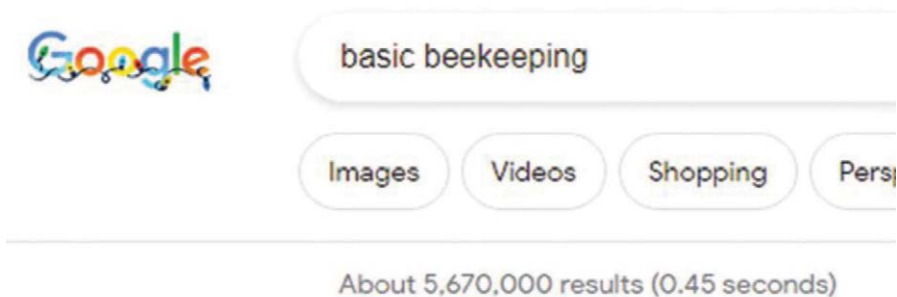 Google
basic beekeeping
Images Videos Shopping
About 5,670,000 results (0.45 seconds)